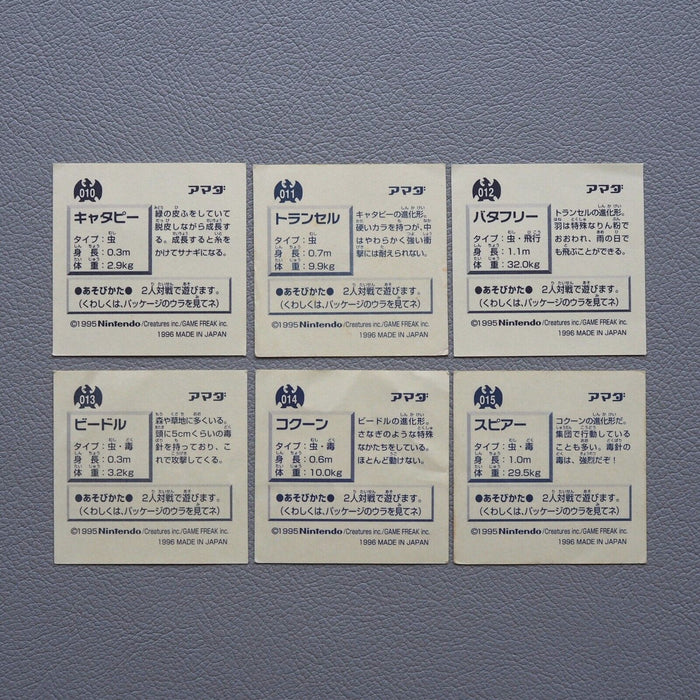 010
アマダ
キャタピー
タイプ：虫
身長：0.3m
体重：2.9kg
緑の皮ふをしていて
脱皮しながら成長す
る。成長すると糸を
かけてサナギになる。
●あそびかた● 2人対戦で遊びます。
（くわしくは、パッケージのウラを見てネ）
©1995 Nintendo/Creatures inc./GAME FREAK inc.
1996 MADE IN JAPAN
011
アマダ
トランセル
タイプ：虫
身長：0.7m
体重：9.9kg
キャタピーの進化形。
硬いカラを持つが、中
はやわらかく強い衝
撃には耐えられない。
●あそびかた● 2人対戦で遊びます。
（くわしくは、パッケージのウラを見てネ）
©1995 Nintendo/Creatures inc./GAME FREAK inc.
1996 MADE IN JAPAN
012
アマダ
バタフリー
タイプ：虫・飛行
身長：1.1m
体重：32.0kg
トランセルの進化形。
羽は特殊なりん粉で
おおわれ、雨の日で
も飛ぶことができる。
●あそびかた● 2人対戦で遊びます。
（くわしくは、パッケージのウラを見てネ）
©1995 Nintendo/Creatures inc./GAME FREAK inc.
1996 MADE IN JAPAN
013
アマダ
ビードル
タイプ：虫・毒
身長：0.3m
体重：3.2kg
森や草地に多くいる。
頭に5cmくらいの毒
針を持っており、こ
れで攻撃してくる。
●あそびかた● 2人対戦で遊びます。
（くわしくは、パッケージのウラを見てネ）
©1995 Nintendo/Creatures inc./GAME FREAK inc.
1996 MADE IN JAPAN
014
アマダ
コクーン
タイプ：虫・毒
身長：0.6m
体重：10.0kg
ビードルの進化形。
さなぎのような特殊
なかたちをしている。
ほとんど動けない。
●あそびかた● 2人対戦で遊びます。
（くわしくは、パッケージのウラを見てネ）
©1995 Nintendo/Creatures inc./GAME FREAK inc.
1996 MADE IN JAPAN
015
アマダ
スピアー
タイプ：虫・毒
身長：1.0m
体重：29.5kg
コクーンの進化形だ。
集団で行動している
ことも多い。毒針の
毒は、強烈だぞ！
●あそびかた● 2人対戦で遊びます。
（くわしくは、パッケージのウラを見てネ）
©1995 Nintendo/Creatures inc./GAME FREAK inc.
1996 MADE IN JAPAN